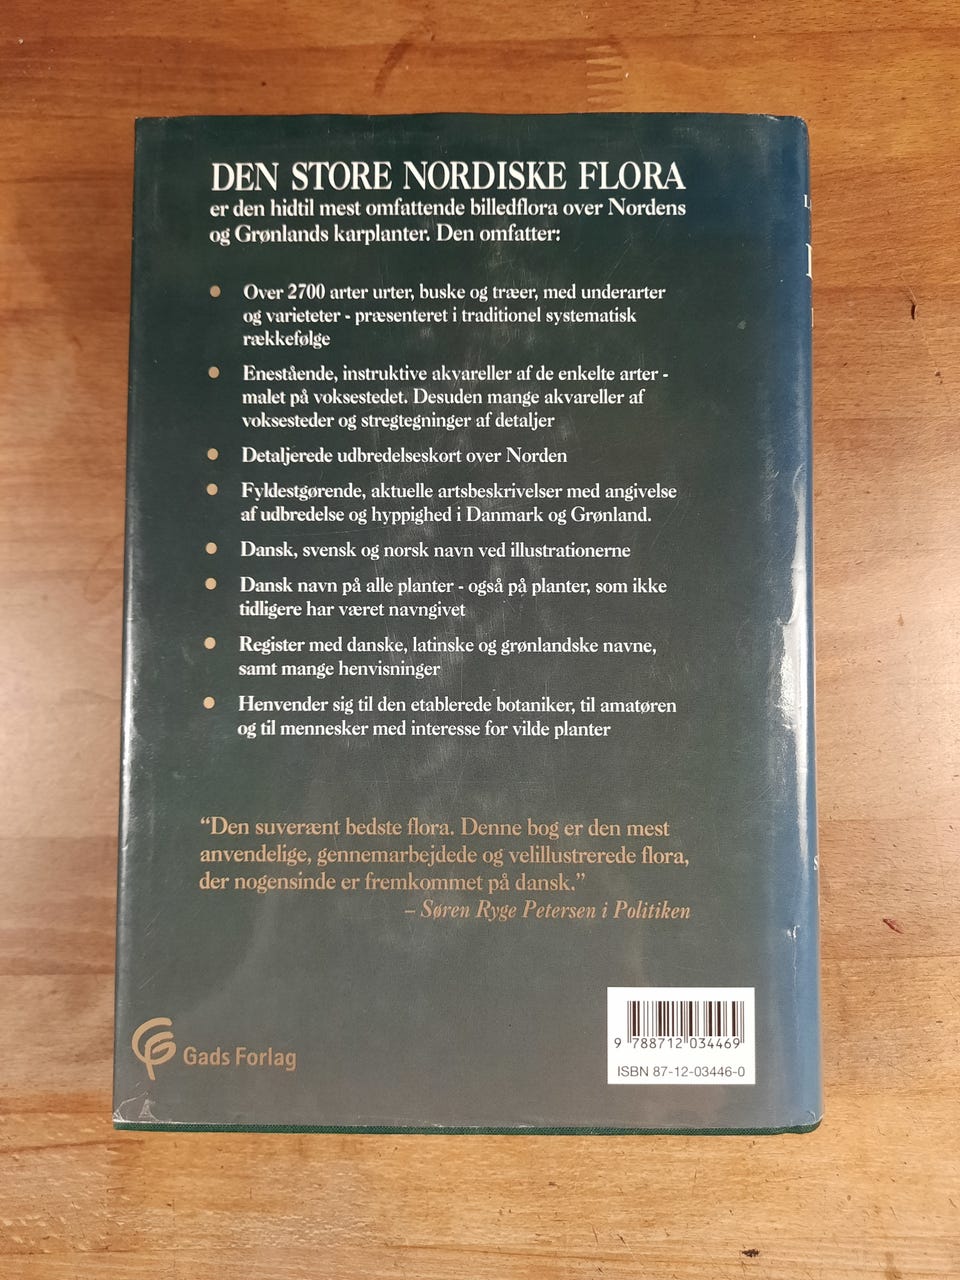 DEN STORE NORDISKE FLORA
er den hidtil mest omfattende billedflora over Nordens
og Grønlands karplanter. Den omfatter:
Over 2700 arter urter, buske og træer, med underarter
og varieteter - præsenteret i traditionel systematisk
rækkefølge
Enestående, instruktive akvareller af de enkelte arter -
malet på voksestedet. Desuden mange akvareller af
voksesteder og stregtegninger af detaljer
Detaljerede udbredelseskort over Norden
Fyldestgørende, aktuelle artsbeskrivelser med angivelse
af udbredelse og hyppighed i Danmark og Grønland.
Dansk, svensk og norsk navn ved illustrationerne
Dansk navn på alle planter - også på planter, som ikke
tidligere har været navngivet
Register med danske, latinske og grønlandske navne,
samt mange henvisninger
Henvender sig til den etablerede botaniker, til amatøren
og til mennesker med interesse for vilde planter
“Den suverænt bedste flora. Denne bog er den mest
anvendelige, gennemarbejdede og velillustrerede flora,
der nogensinde er fremkommet på dansk.”
– Søren Ryge Petersen i Politiken
Gads Forlag
9 788712 034469
ISBN 87-12-03446-0